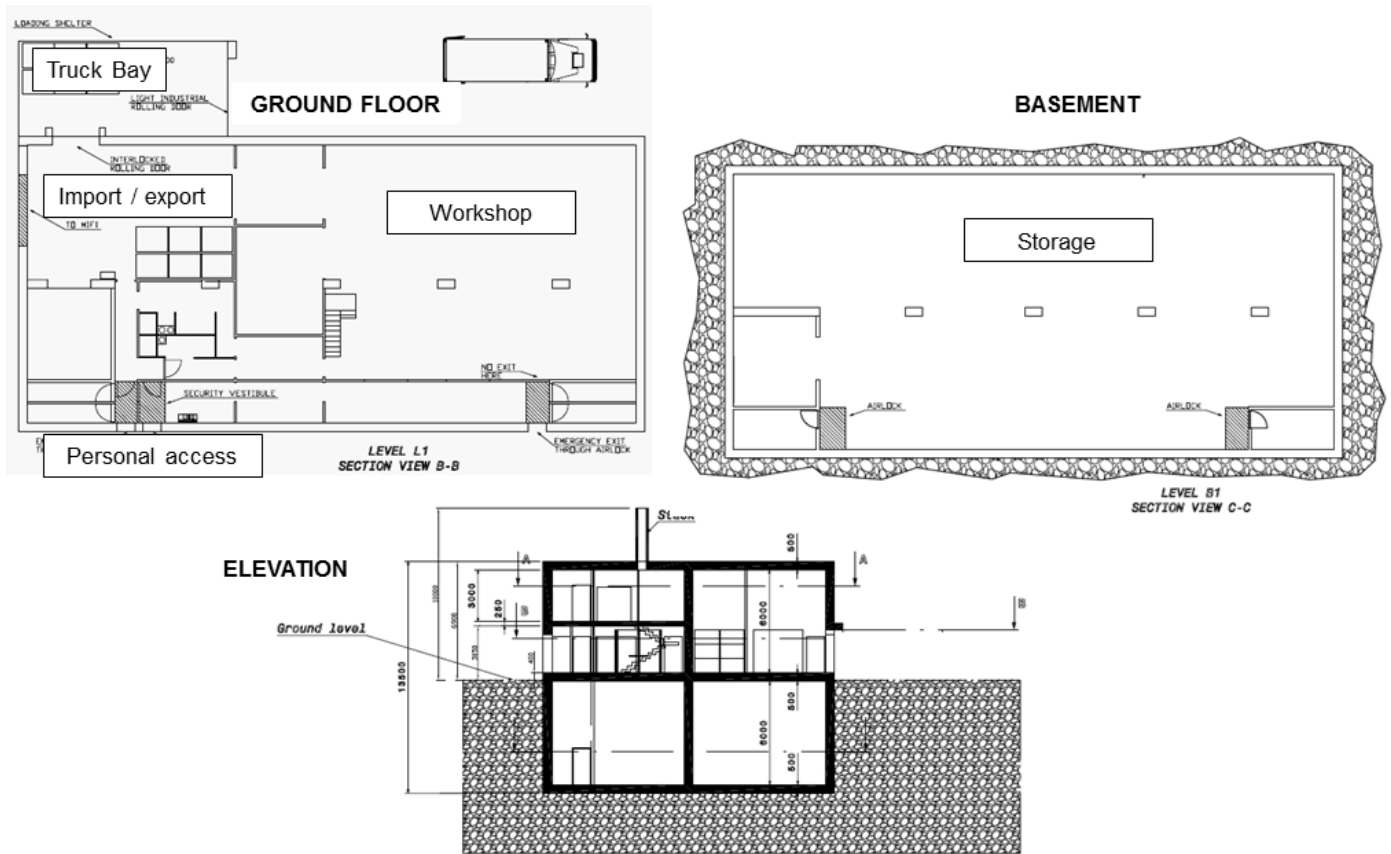 LOADING SHELTER
Truck Bay
LIGHT INDUSTRIAL
ROLLING DOOR
GROUND FLOOR
INTERLOCKED
ROLLING DOOR
Import / export
TO MIFI
Workshop
NO EXIT
HERE
SECURITY VESTIBULE
EMERGENCY EXIT
THROUGH AIRLOCK
Personal access
LEVEL L1
SECTION VIEW B-B
BASEMENT
Storage
AIRLOCK
AIRLOCK
LEVEL B1
SECTION VIEW C-C
ELEVATION
Stack
A
A
500
3000
250
6000
B
Ground level
400
13500
500
6000
500